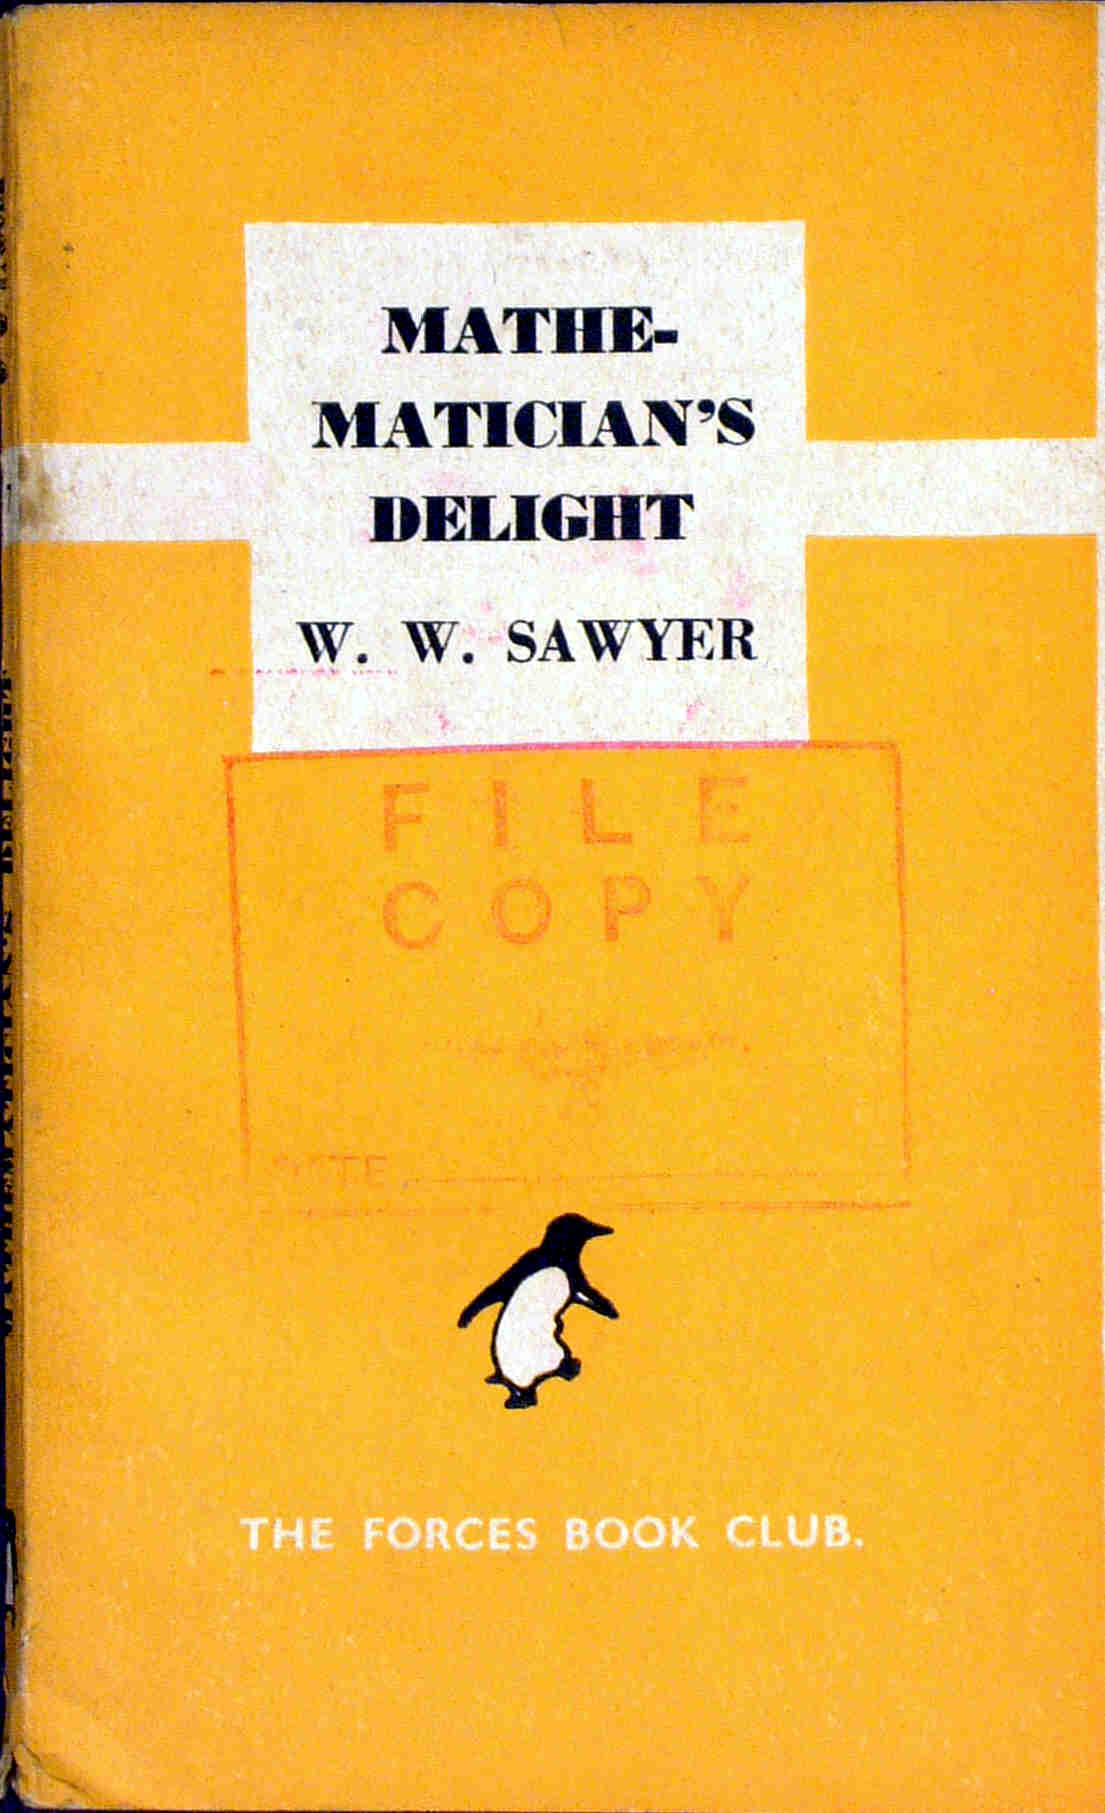 MATHE-
MATICIAN'S
DELIGHT
W. W. SAWYER
FILE
COPY
THE FORCES BOOK CLUB.